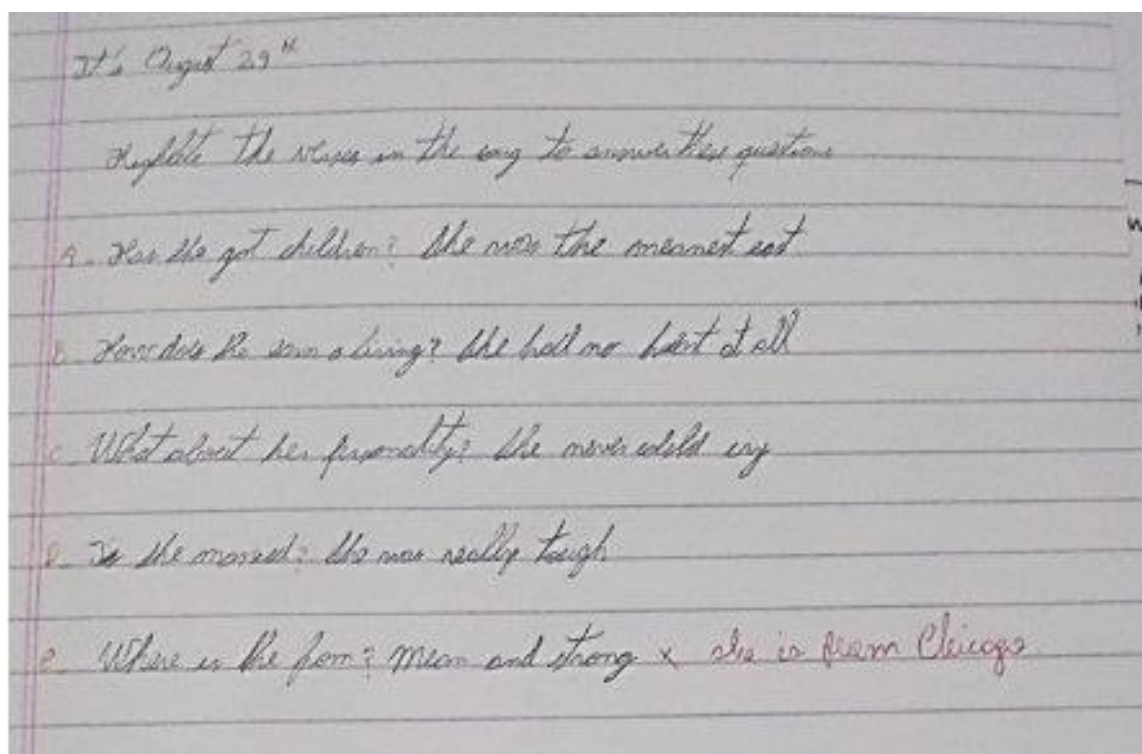 It's August 29th
the verses in the song to answer these questions
A. Has she got children? She was the meanest cat
B. How does she earn a living? She had no heart at all
C. What about her personality? She never could cry
D. Is she married? She was really tough
E. Where is she from? Mean and strong x she is from Chicago